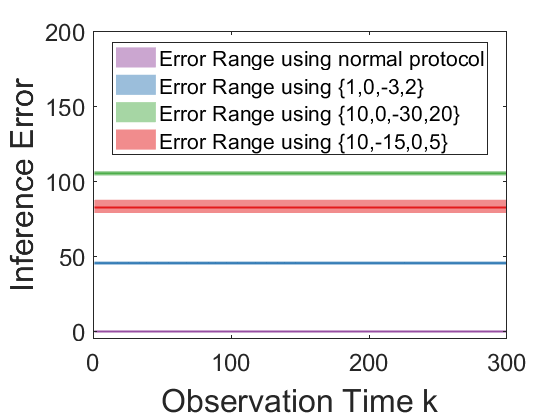 200
150
100
50
0
Inference Error
Error Range using normal protocol
Error Range using {1,0,-3,2}
Error Range using {10,0,-30,20}
Error Range using {10,-15,0,5}
0 100 200 300
Observation Time k